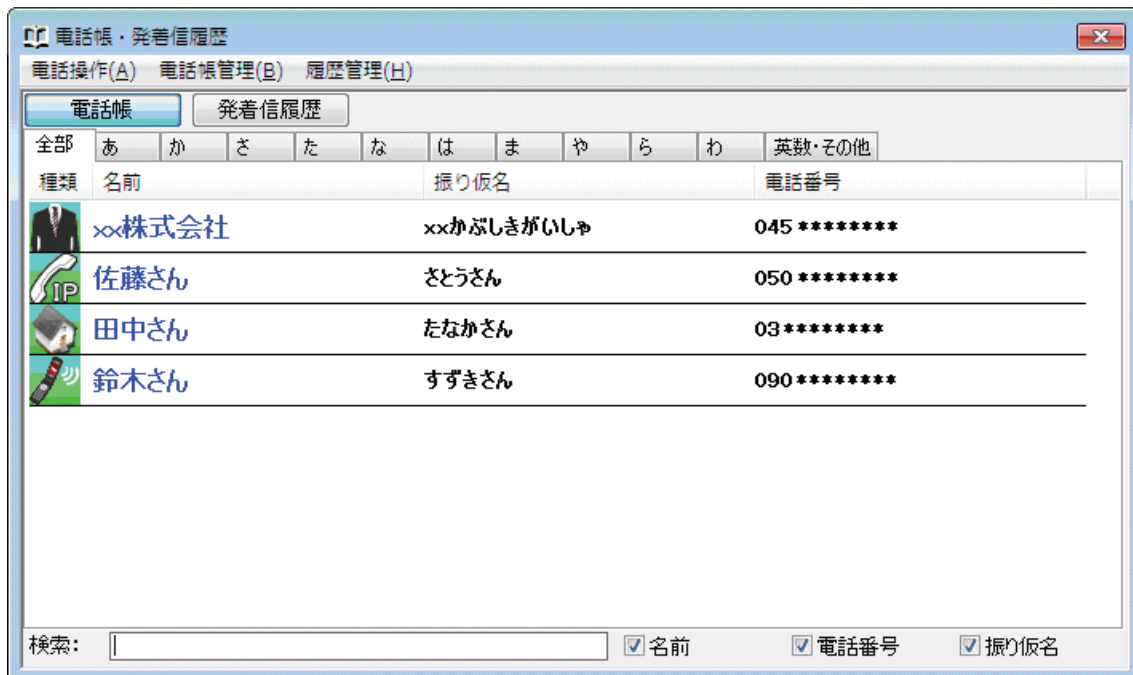 電話帳・発着信履歴
電話操作(A) 電話帳管理(B) 履歴管理(H)
電話帳 発着信履歴
全部 あ か さ た な は ま や ら わ 英数・その他
種類 名前 振り仮名 電話番号
xx株式会社 xxかぶしきがいしゃ 045********
IP 佐藤さん さとうさん 050********
田中さん たなかさん 03********
鈴木さん すずきさん 090********
検索: 名前 電話番号 振り仮名